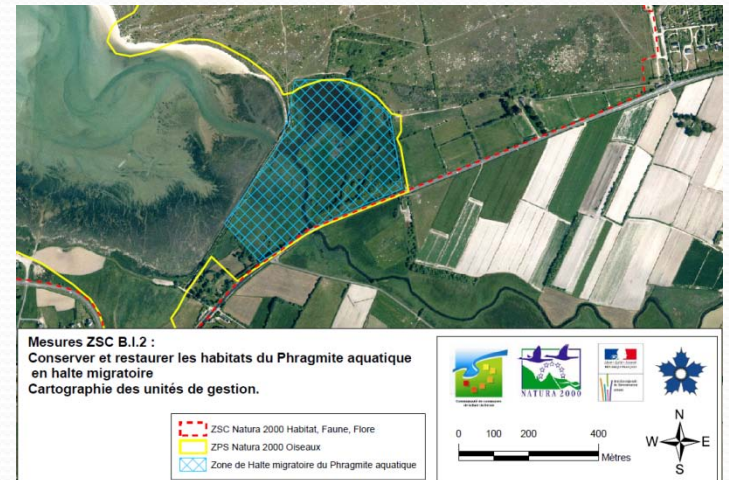 Mesures ZSC B.I.2 :
Conserver et restaurer les habitats du Phragmite aquatique
en halte migratoire
Cartographie des unités de gestion.
ZSC Natura 2000 Habitat, Faune, Flore
ZPS Natura 2000 Oiseaux
Zone de Halte migratoire du Phragmite aquatique
NATURA 2000
0 100 200 400
Mètres
N
W E
S